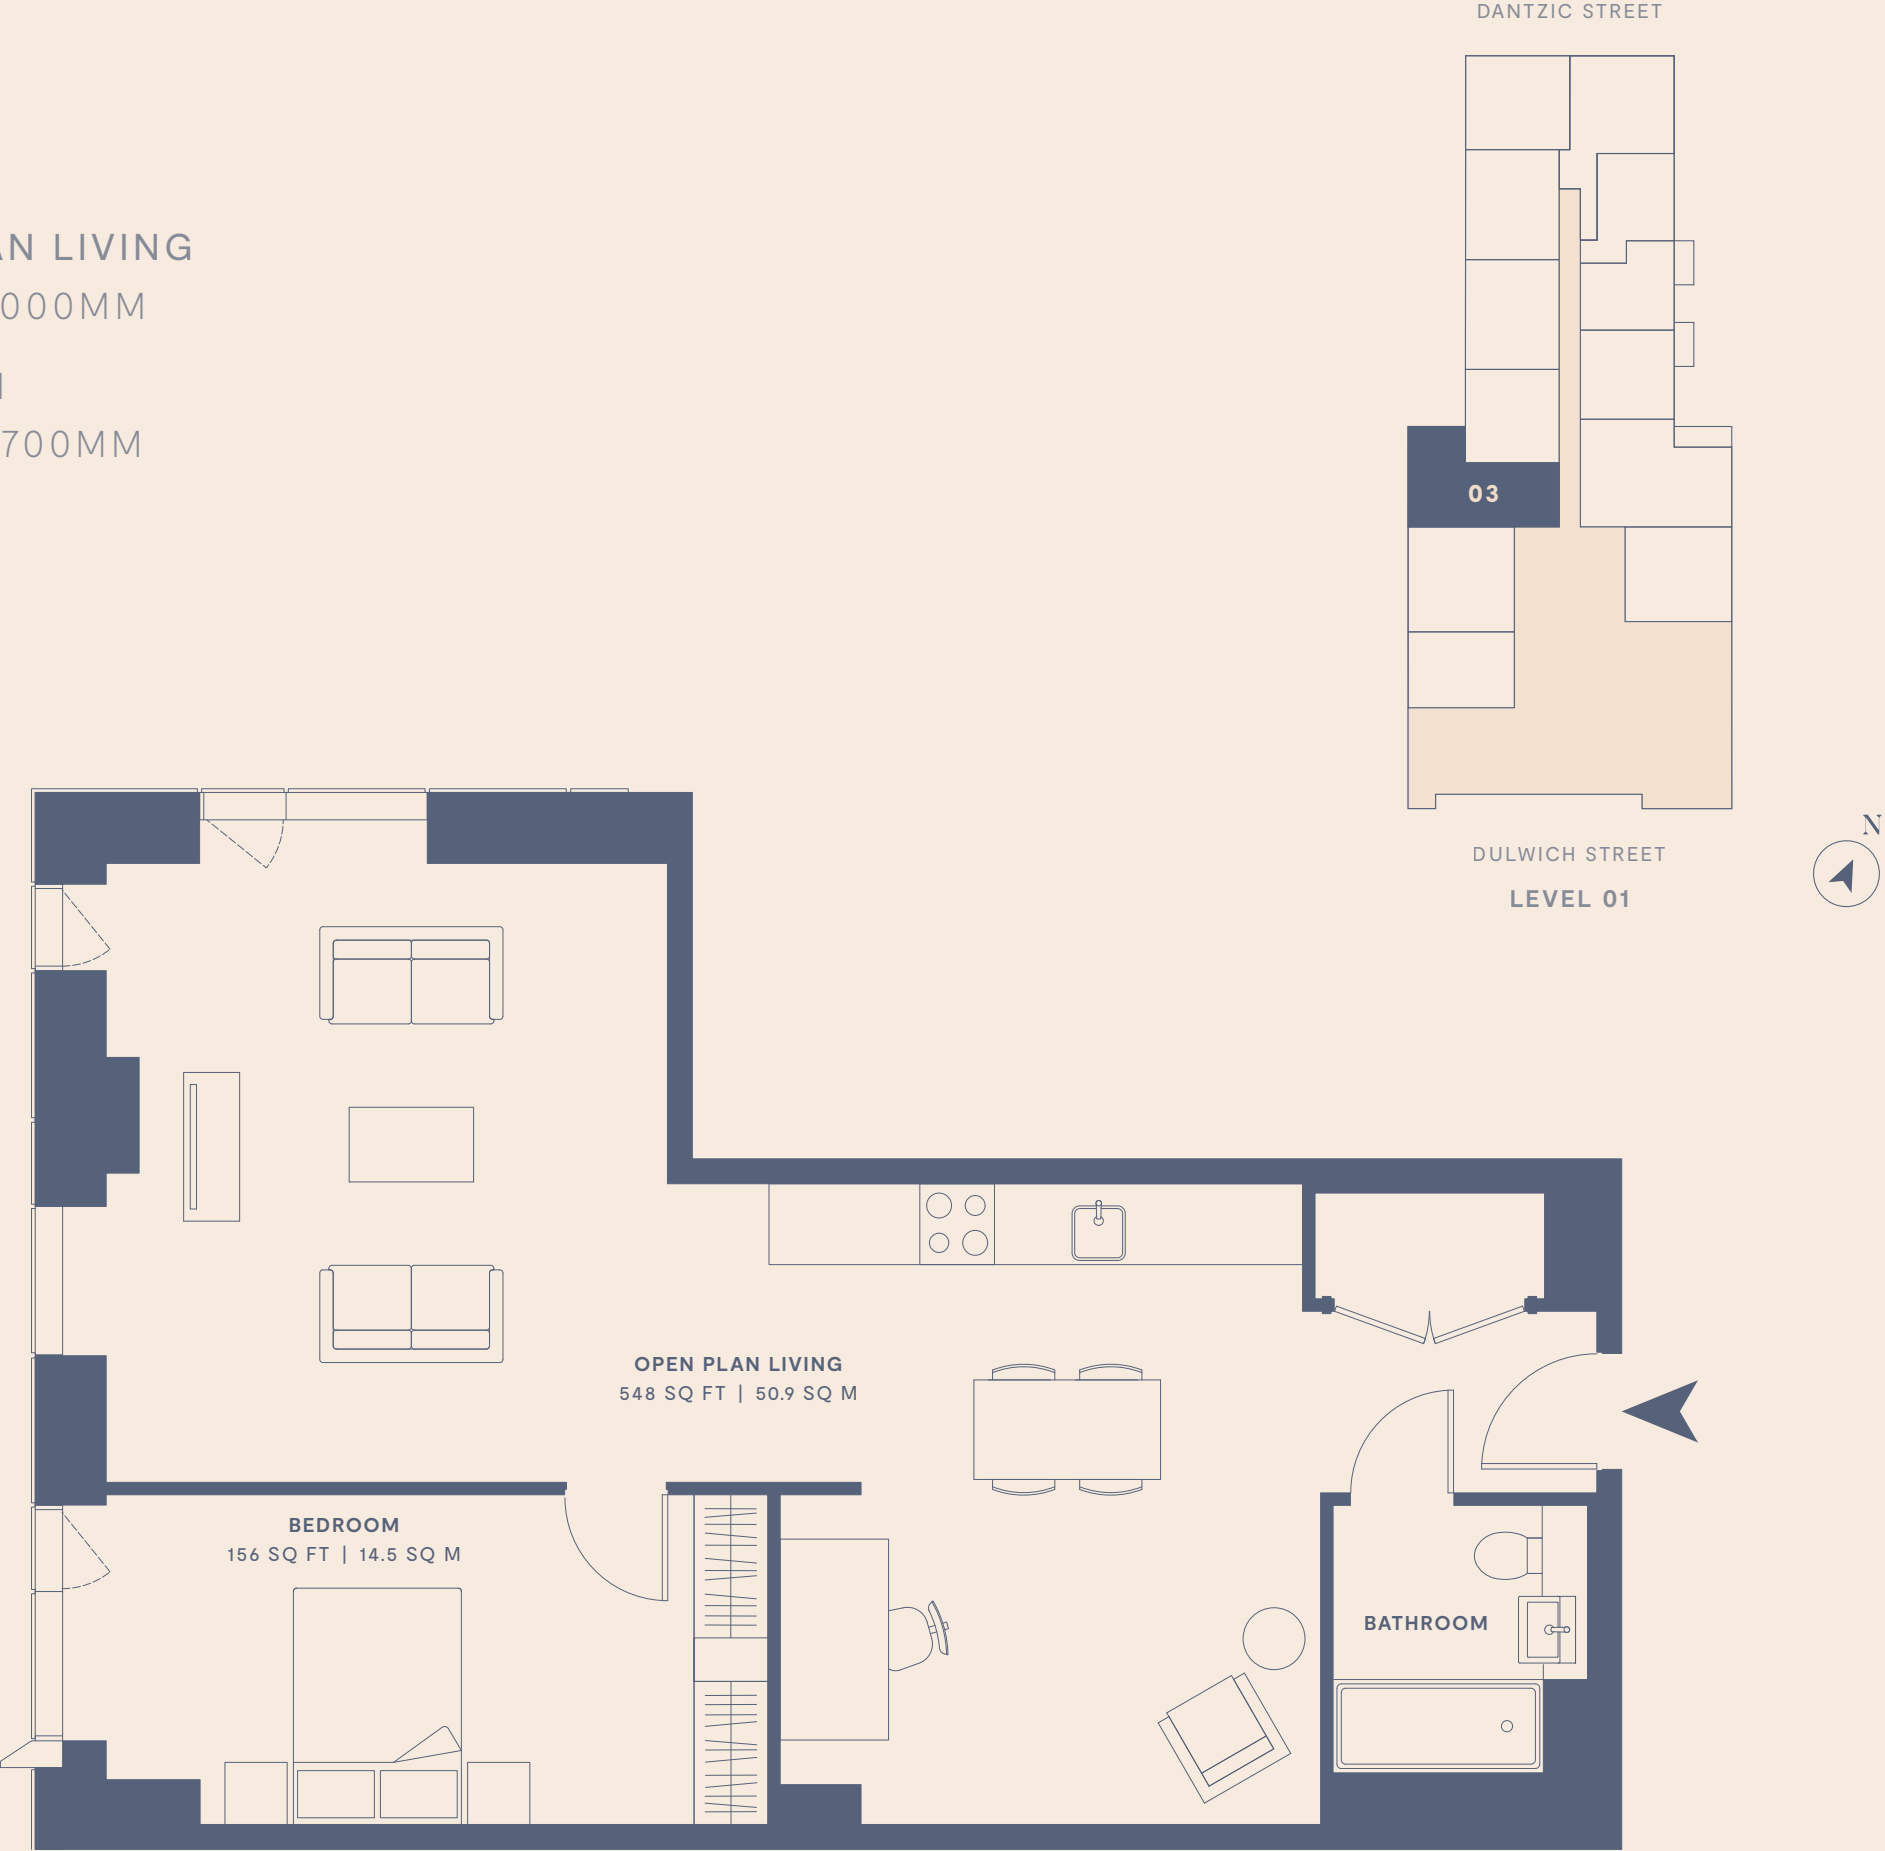 DANTZIC STREET
AN LIVING
000MM
700MM
03
N
DULWICH STREET
LEVEL 01
OPEN PLAN LIVING
548 SQ FT | 50.9 SQ M
BEDROOM
156 SQ FT | 14.5 SQ M
BATHROOM